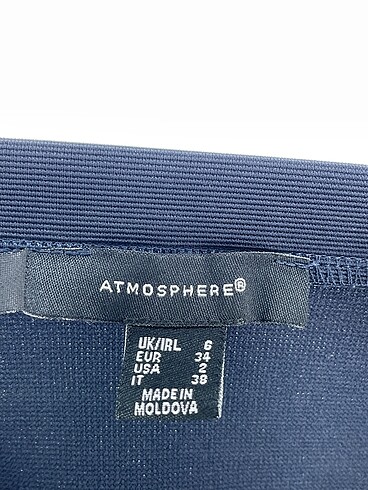 ATMOSPHERE®
UK/IRL 6
EUR 34
USA 2
IT 38
MADE IN
MOLDOVA